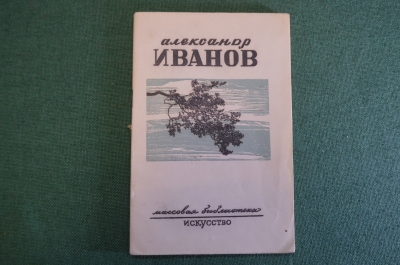 александр
ИВАНОВ
массовая библиотека
искусство